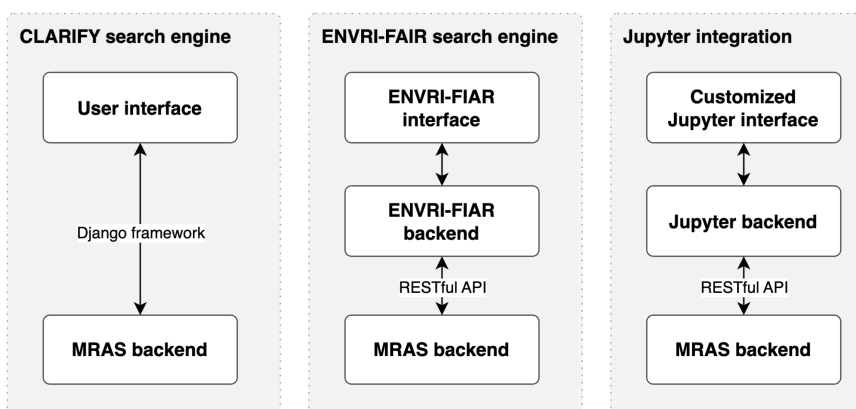 CLARIFY search engine
User interface
Django framework
MRAS backend
ENVRI-FAIR search engine
ENVRI-FIAR
interface
ENVRI-FIAR
backend
RESTful API
MRAS backend
Jupyter integration
Customized
Jupyter interface
Jupyter backend
RESTful API
MRAS backend